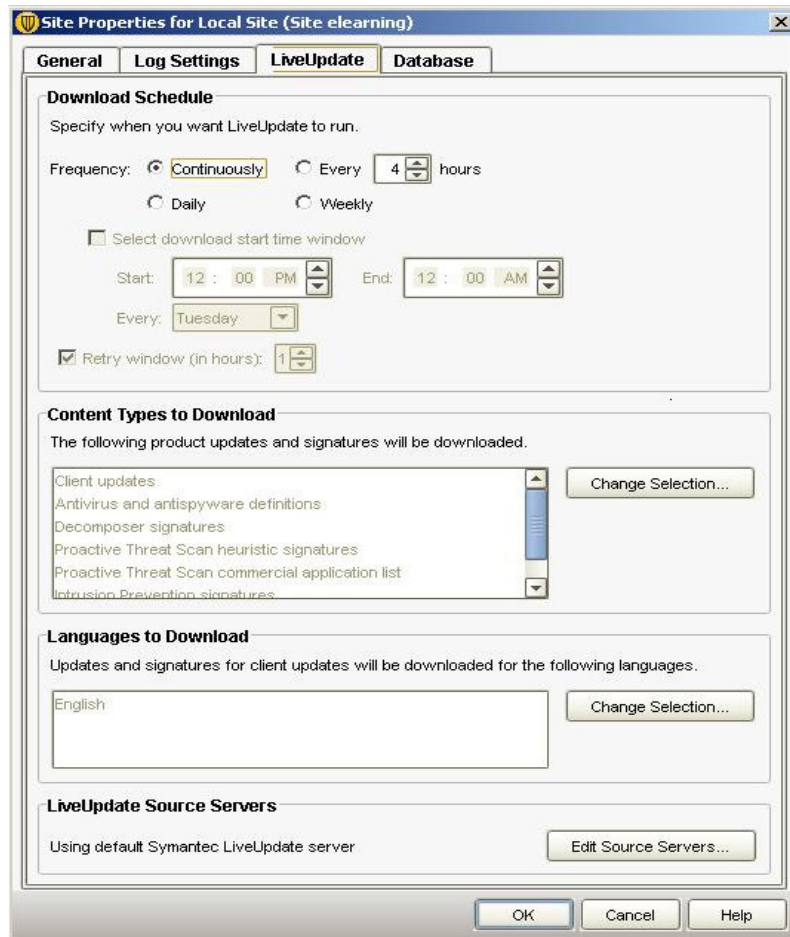 Site Properties for Local Site (Site elearning)
General Log Settings LiveUpdate Database
Download Schedule
Specify when you want LiveUpdate to run.
Frequency: Continuously Every 4 hours
Daily Weekly
Select download start time window
Start: 12 : 00 PM End: 12 : 00 AM
Every: Tuesday
Retry window (in hours): 1
Content Types to Download
The following product updates and signatures will be downloaded.
Client updates
Change Selection...
Antivirus and antispyware definitions
Decomposer signatures
Proactive Threat Scan heuristic signatures
Proactive Threat Scan commercial application list
Intrusion Prevention signatures
Languages to Download
Updates and signatures for client updates will be downloaded for the following languages.
English
Change Selection...
LiveUpdate Source Servers
Using default Symantec LiveUpdate server
Edit Source Servers...
OK Cancel Help